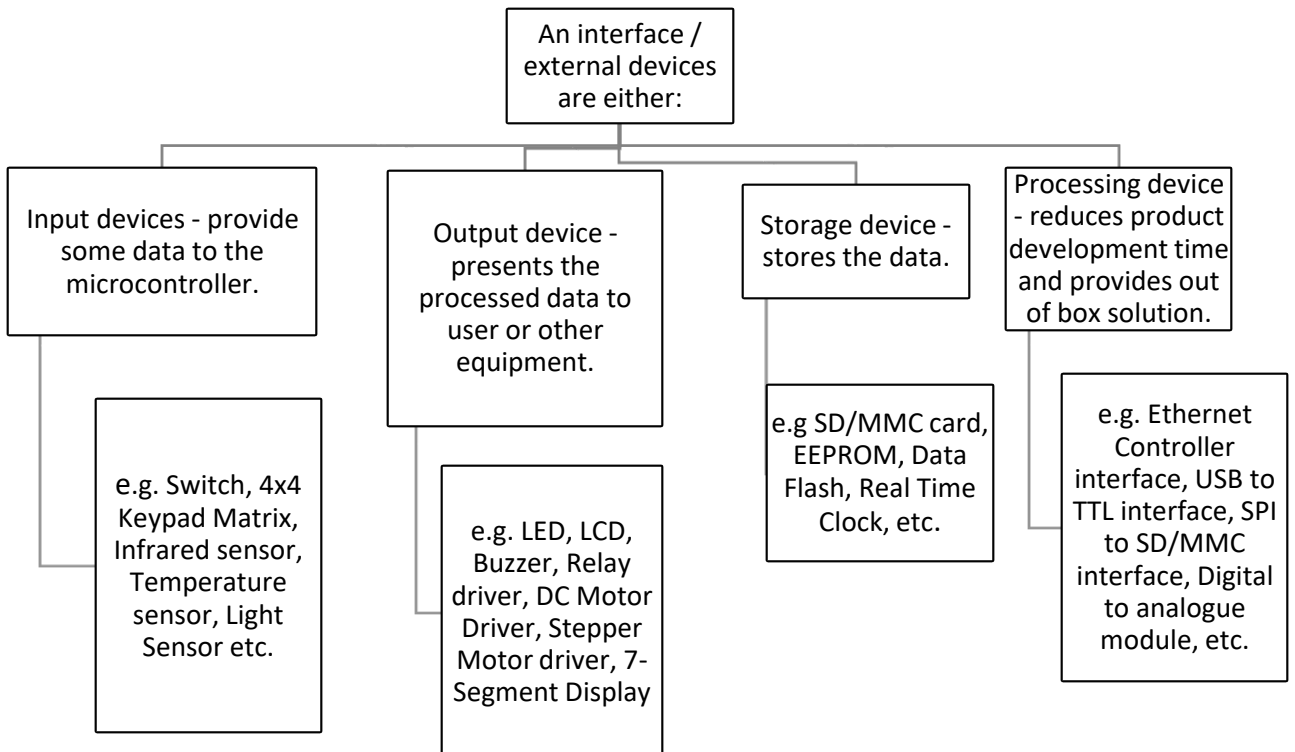 An interface /
external devices
are either:
Input devices - provide
some data to the
microcontroller.
e.g. Switch, 4x4
Keypad Matrix,
Infrared sensor,
Temperature
sensor, Light
Sensor etc.
Output device -
presents the
processed data to
user or other
equipment.
e.g. LED, LCD,
Buzzer, Relay
driver, DC Motor
Driver, Stepper
Motor driver, 7-
Segment Display
Storage device -
stores the data.
e.g SD/MMC card,
EEPROM, Data
Flash, Real Time
Clock, etc.
Processing device
- reduces product
development time
and provides out
of box solution.
e.g. Ethernet
Controller
interface, USB to
TTL interface, SPI
to SD/MMC
interface, Digital
to analogue
module, etc.